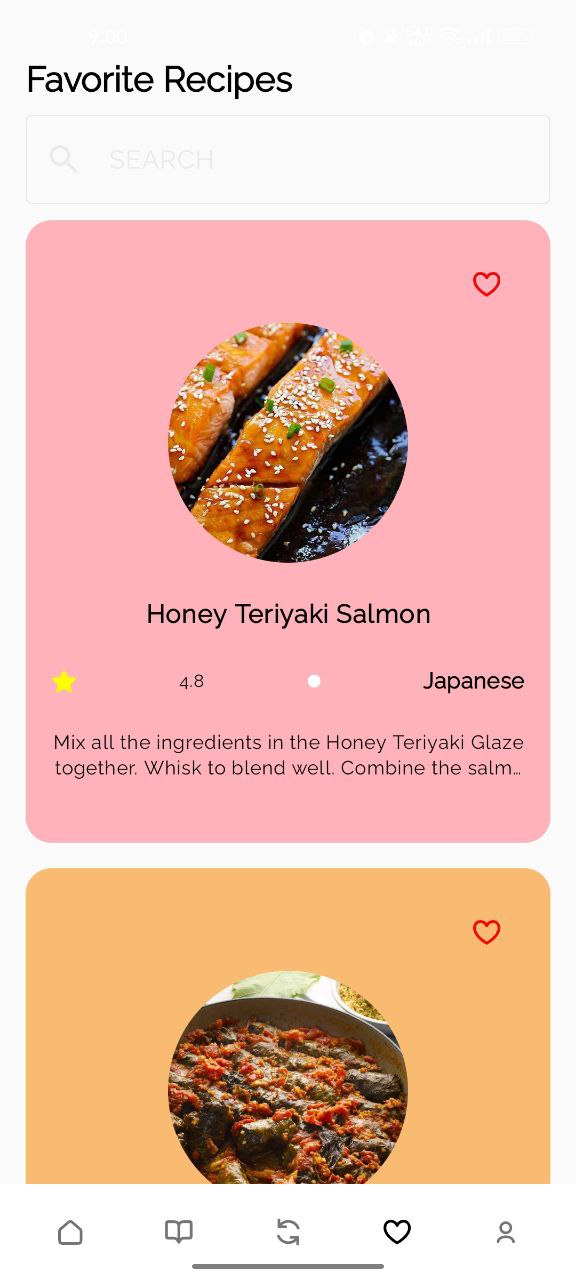 9:00
Favorite Recipes
SEARCH
Honey Teriyaki Salmon
4.8
Japanese
Mix all the ingredients in the Honey Teriyaki Glaze
together. Whisk to blend well. Combine the salm…